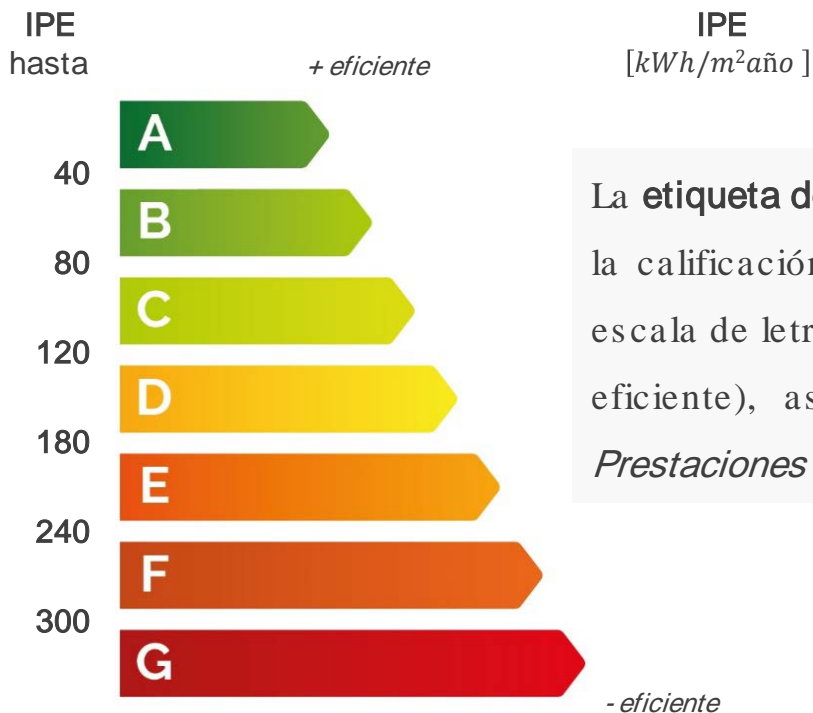 IPE
hasta
+ eficiente
IPE
[kWh/m²año ]
A
40
B
80
C
120
D
180
E
240
F
300
G
- eficiente
La etiqueta d
la calificación
escala de letr
eficiente), as
Prestaciones